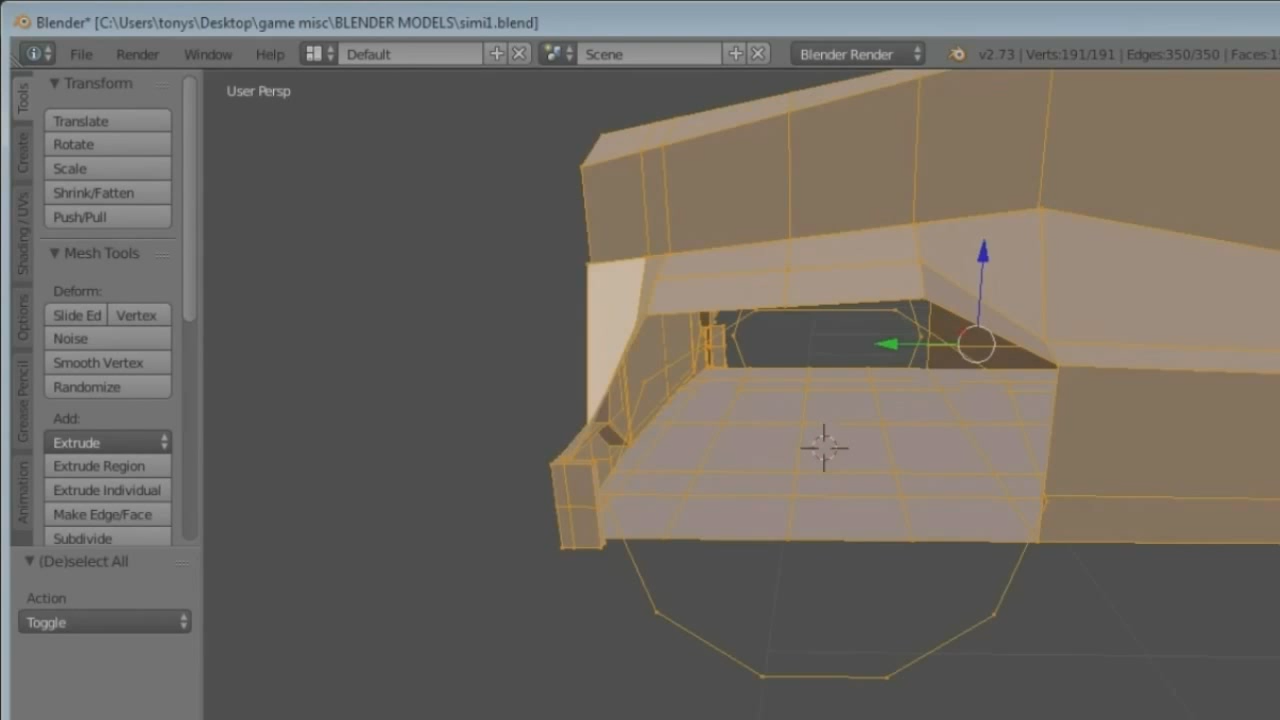 Blender* [C:\Users\tonys\Desktop\game misc\BLENDER MODELS\simi1.blend]
File Render Window Help Default Scene Blender Render v2.73 | Verts:191/191 | Edges:350/350 | Faces:1
Tools
Create
Shading / UVs
Options
Grease Pencil
Animation
Transform
Translate
Rotate
Scale
Shrink/Fatten
Push/Pull
Mesh Tools
Deform:
Slide Ed Vertex
Noise
Smooth Vertex
Randomize
Add:
Extrude
Extrude Region
Extrude Individual
Make Edge/Face
Subdivide
(De)select All
Action
Toggle
User Persp